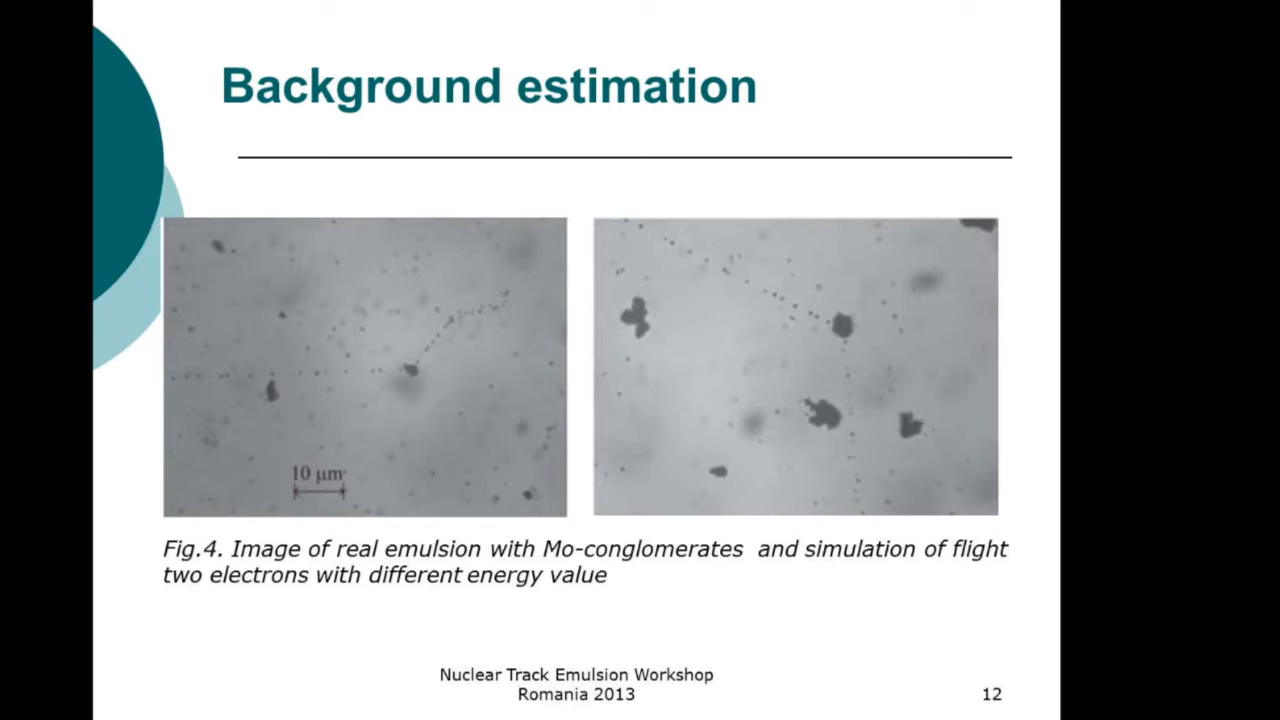 Background estimation
10 μm
Fig.4. Image of real emulsion with Mo-conglomerates and simulation of flight
two electrons with different energy value
Nuclear Track Emulsion Workshop
Romania 2013
12